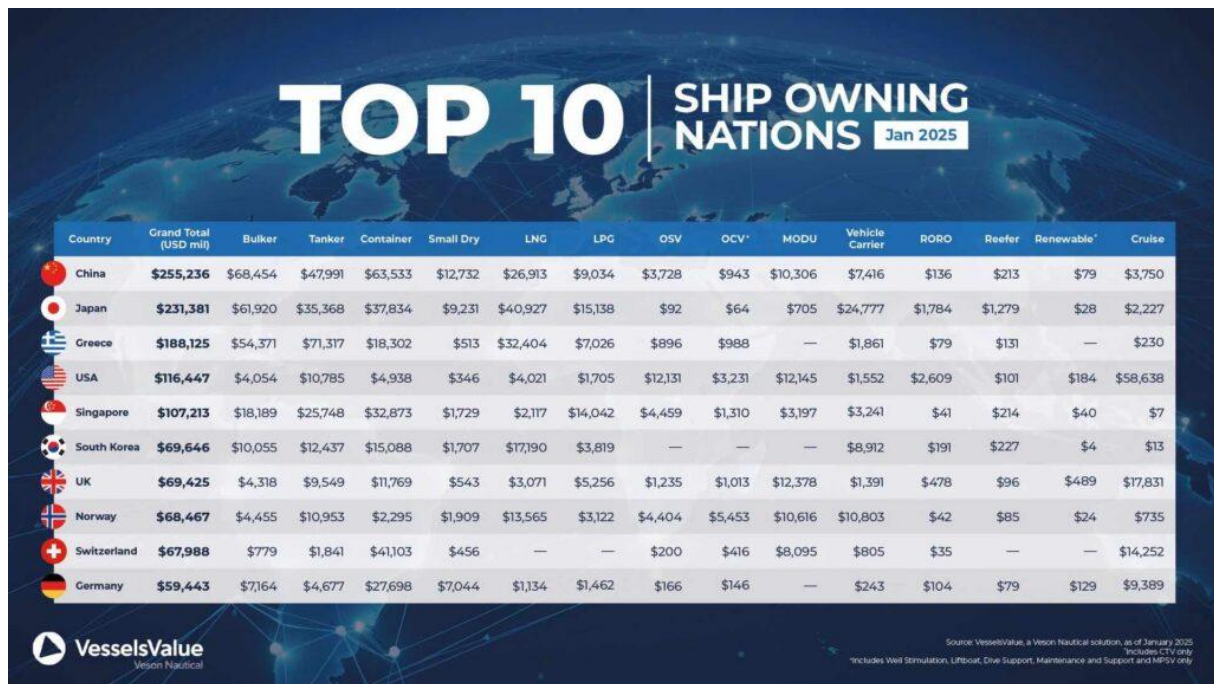 TOP 10
SHIP OWNING
NATIONS Jan 2025
Country Grand Total (USD mil) Bulker Tanker Container Small Dry LNG LPG OSV OCV* MODU Vehicle Carrier RORO Reefer Renewable^ Cruise
China $255,236 $68,454 $47,991 $63,533 $12,732 $26,913 $9,034 $3,728 $943 $10,306 $7,416 $136 $213 $79 $3,750
Japan $231,381 $61,920 $35,368 $37,834 $9,231 $40,927 $15,138 $92 $64 $705 $24,777 $1,784 $1,279 $28 $2,227
Greece $188,125 $54,371 $71,317 $18,302 $513 $32,404 $7,026 $896 $988 — $1,861 $79 $131 — $230
USA $116,447 $4,054 $10,785 $4,938 $346 $4,021 $1,705 $12,131 $3,231 $12,145 $1,552 $2,609 $101 $184 $58,638
Singapore $107,213 $18,189 $25,748 $32,873 $1,729 $2,117 $14,042 $4,459 $1,310 $3,197 $3,241 $41 $214 $40 $7
South Korea $69,646 $10,055 $12,437 $15,088 $1,707 $17,190 $3,819 — — — $8,912 $191 $227 $4 $13
UK $69,425 $4,318 $9,549 $11,769 $543 $3,071 $5,256 $1,235 $1,013 $12,378 $1,391 $478 $96 $489 $17,831
Norway $68,467 $4,455 $10,953 $2,295 $1,909 $13,565 $3,122 $4,404 $5,453 $10,616 $10,803 $42 $85 $24 $735
Switzerland $67,988 $779 $1,841 $41,103 $456 — — $200 $416 $8,095 $805 $35 — — $14,252
Germany $59,443 $7,164 $4,677 $27,698 $7,044 $1,134 $1,462 $166 $146 — $243 $104 $79 $129 $9,389
VesselsValue
Veson Nautical
Source: VesselsValue, a Veson Nautical solution, as of January 2025
^Includes CTV only
*Includes Well Stimulation, Liftboat, Dive Support, Maintenance and Support and MPSV only